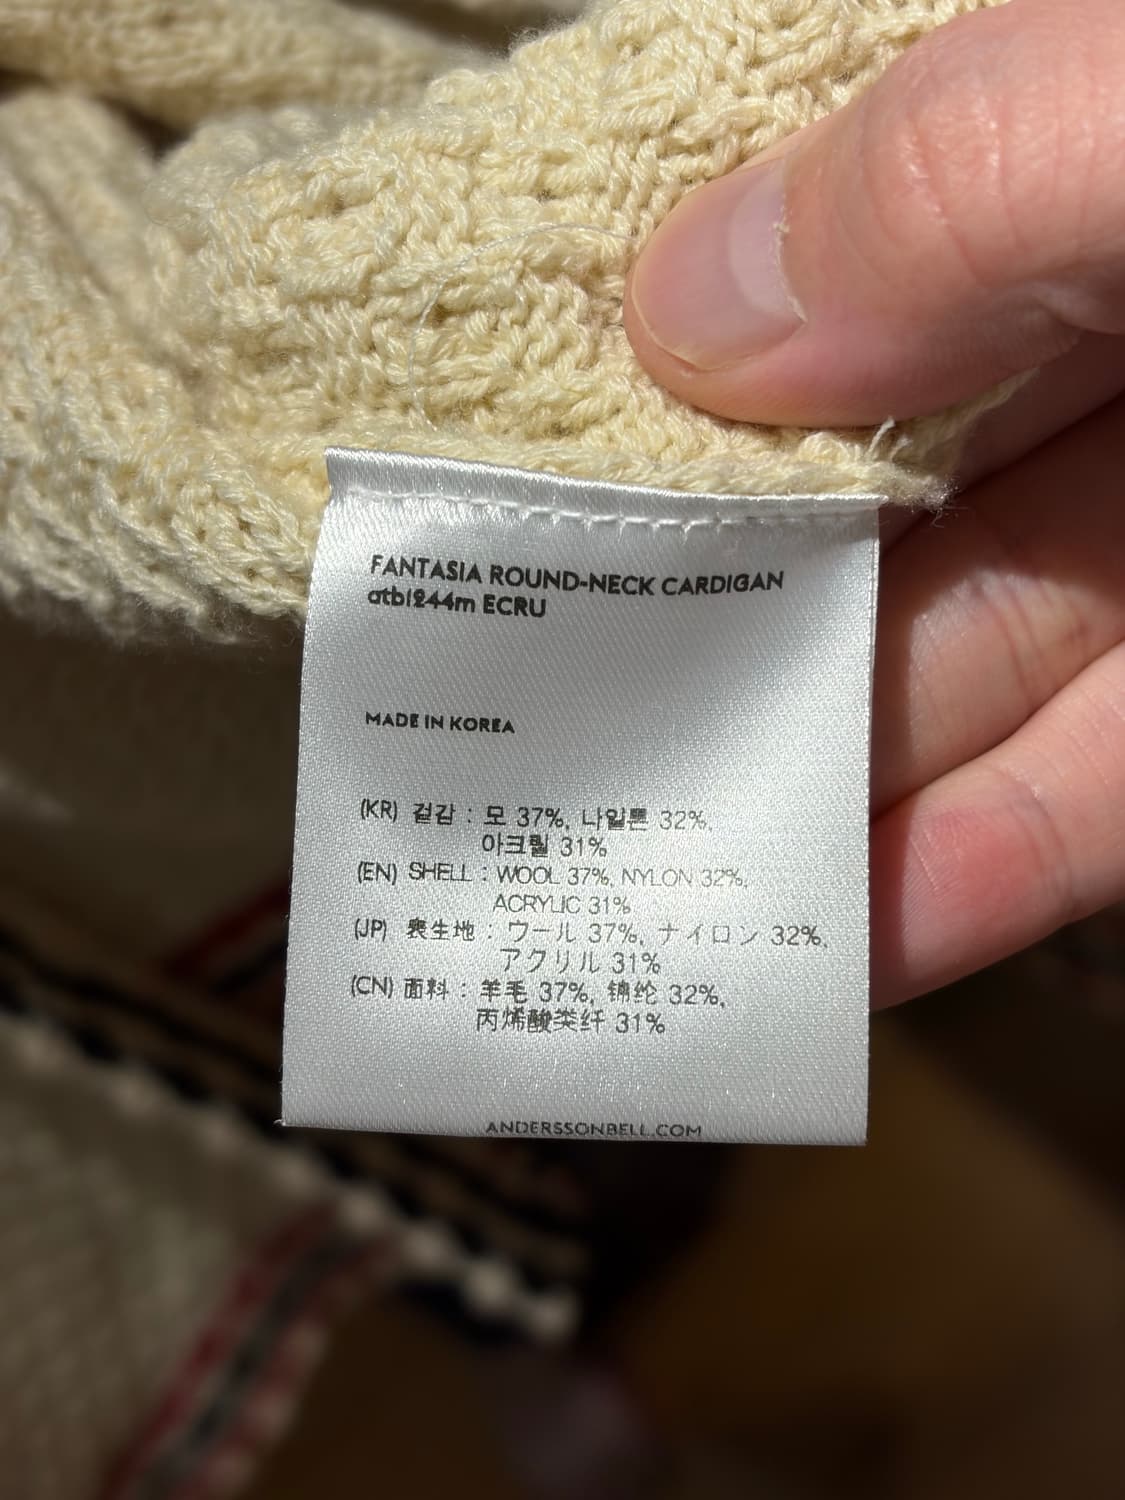 FANTASIA ROUND-NECK CARDIGAN
atb1244m ECRU
MADE IN KOREA
(KR) 겉감 : 모 37%, 나일론 32%,
아크릴 31%
(EN) SHELL : WOOL 37%, NYLON 32%,
ACRYLIC 31%
(JP) 表生地 : ウール 37%, ナイロン 32%,
アクリル 31%
(CN) 面料 : 羊毛 37%, 锦纶 32%,
丙烯酸类纤 31%
ANDERSSONBELL.COM